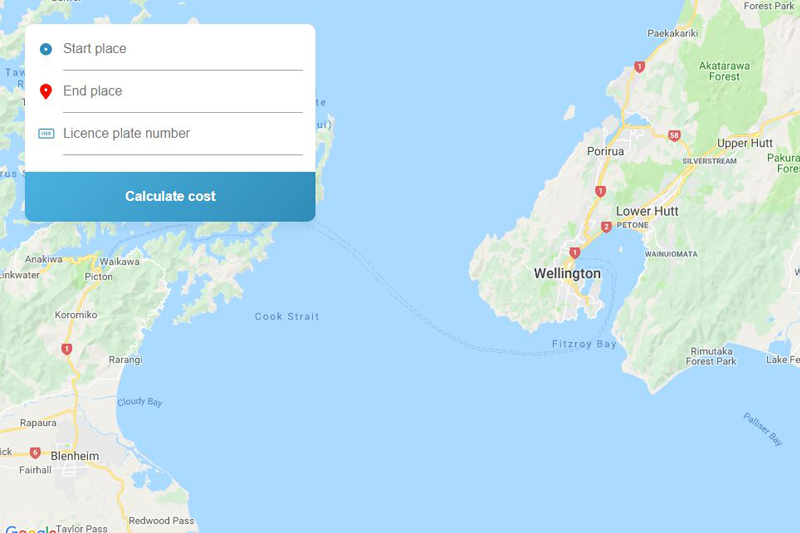 Start place
End place
Licence plate number
Calculate cost
Forest Park
Paekakariki
1
Akatarawa
Forest
58
Porirua
Upper Hutt
SILVERSTREAM
1
Lower Hutt
2
PETONE
1
WAINUIOMATA
Wellington
Anakiwa
Waikawa
Linkwater
Picton
Cook Strait
Koromiko
Fitzroy Bay
1
Rarangi
Rimutaka
Forest Park
Lake Fe
Cloudy Bay
Rapaura
Palliser Bay
6
Blenheim
Fairhall
Redwood Pass
Google
Taylor Pass